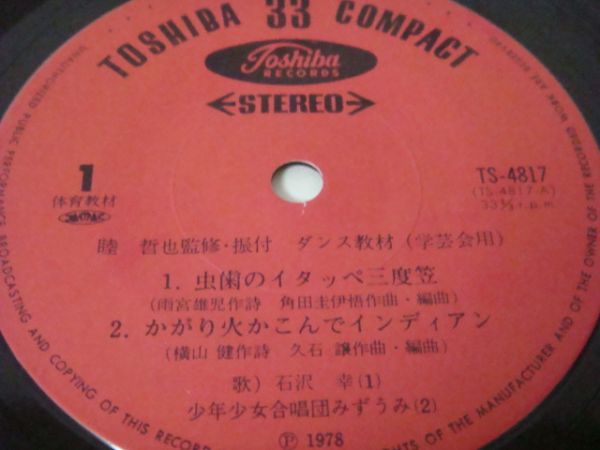 TOSHIBA 33 COMPACT
Toshiba
RECORDS
STEREO
1
体育教材
TS-4817
(TS-4817-A)
33⅓ r.p.m
睦 哲也監修・振付 ダンス教材(学芸会用)
1. 虫歯のイタッペ三度笠
(雨宮雄児作詩 角田圭伊悟作曲・編曲)
2. かがり火かこんでインディアン
(横山 健作詩 久石 譲作曲・編曲)
歌) 石沢 幸(1)
少年少女合唱団みずうみ(2)
Ⓟ 1978
PUBLIC PERFORMANCE BROADCASTING AND COPYING OF THIS RECORD
OF THE MANUFACTURER AND OF THE OWNER OF THE RECORDED WORK ARE RESERVED